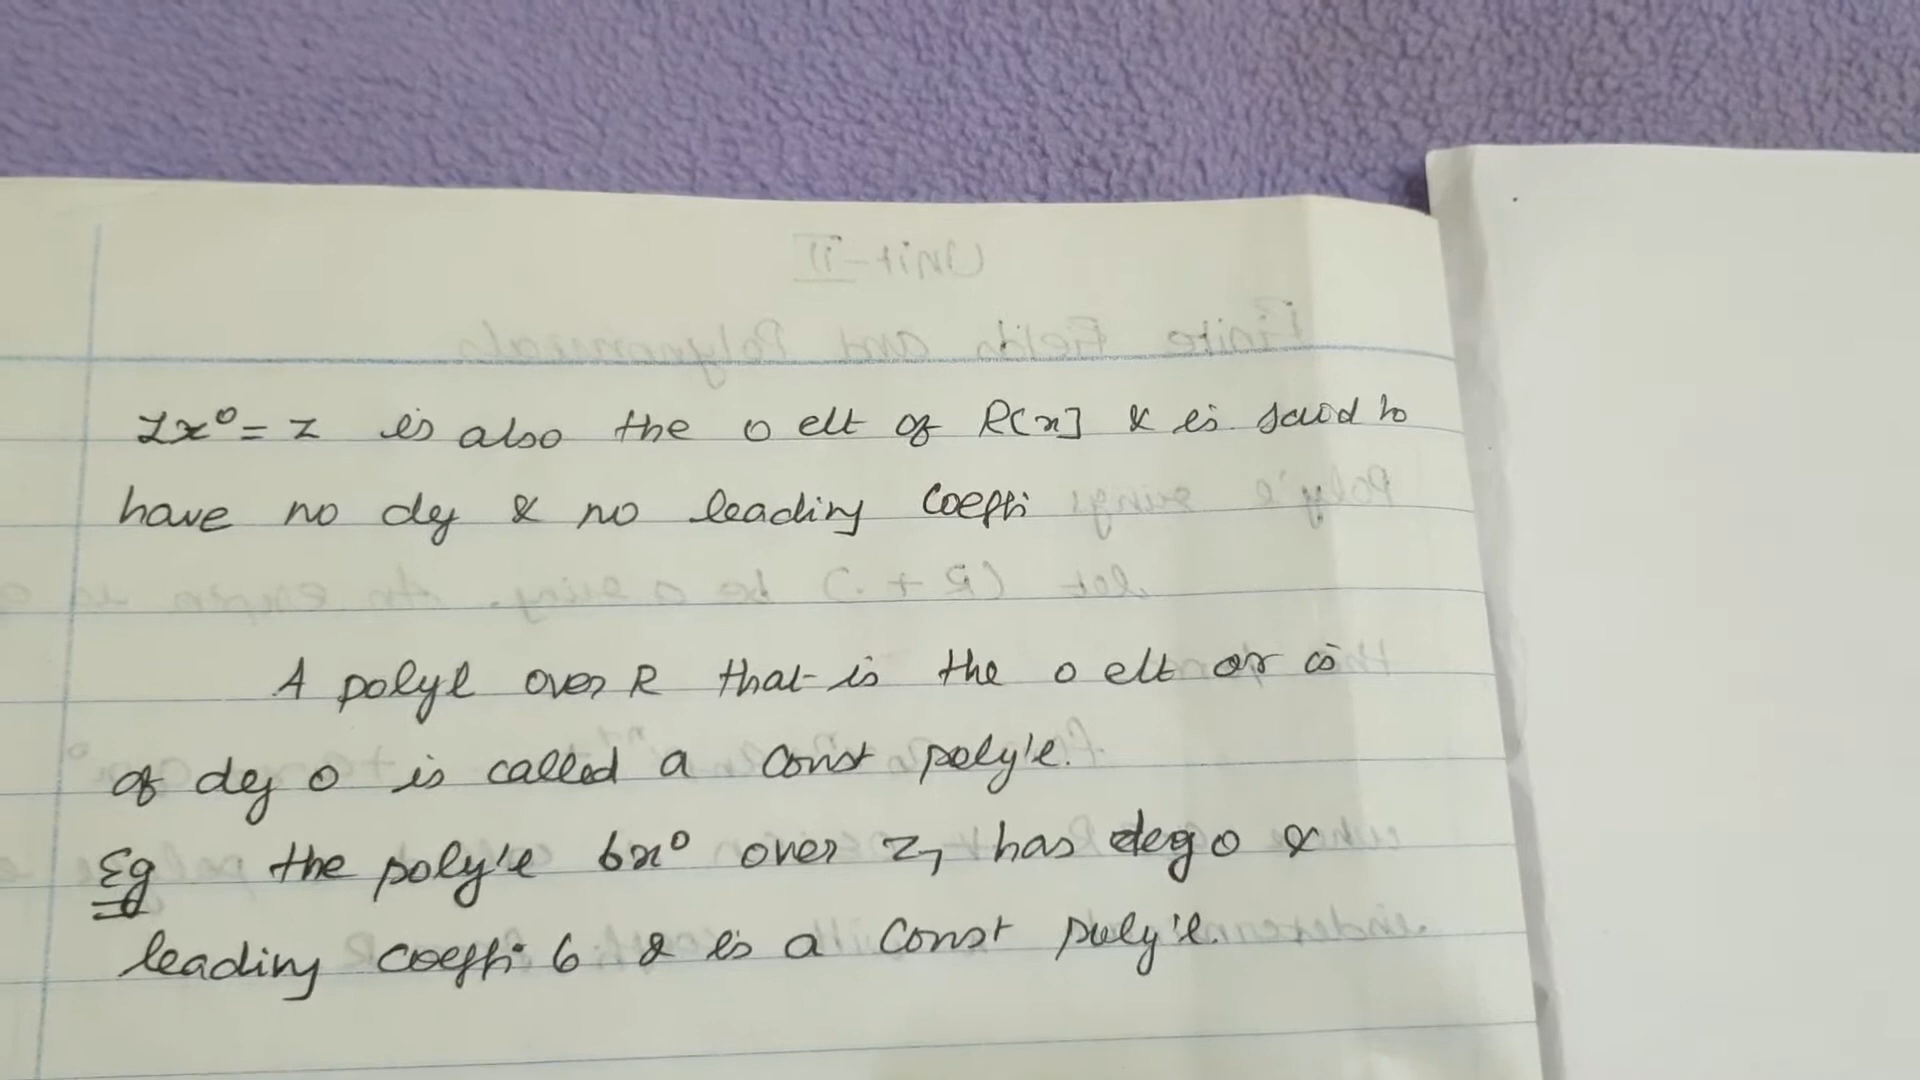 zx⁰ = z is also the 0 elt of R[x] & is said to
have no deg & no leading coeffi
A polyl over R that is the 0 elt or is
of deg 0 is called a const poly'l.
Eg the poly'l 6x⁰ over Z₇ has deg 0 &
leading coeffi 6 & is a const poly'l.